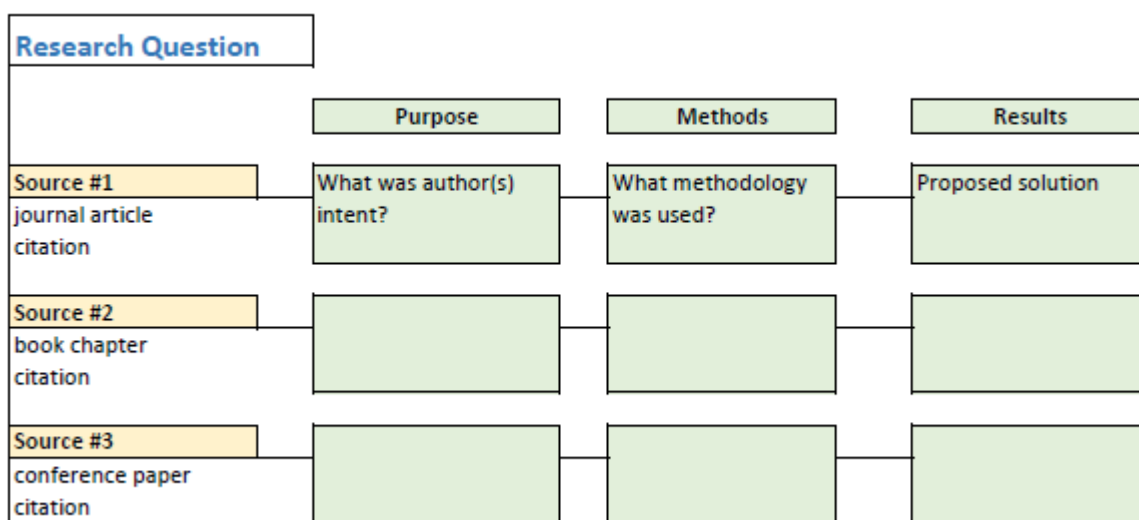 Research Question
Purpose
Methods
Results
Source #1
journal article
citation
What was author(s)
intent?
What methodology
was used?
Proposed solution
Source #2
book chapter
citation
Source #3
conference paper
citation